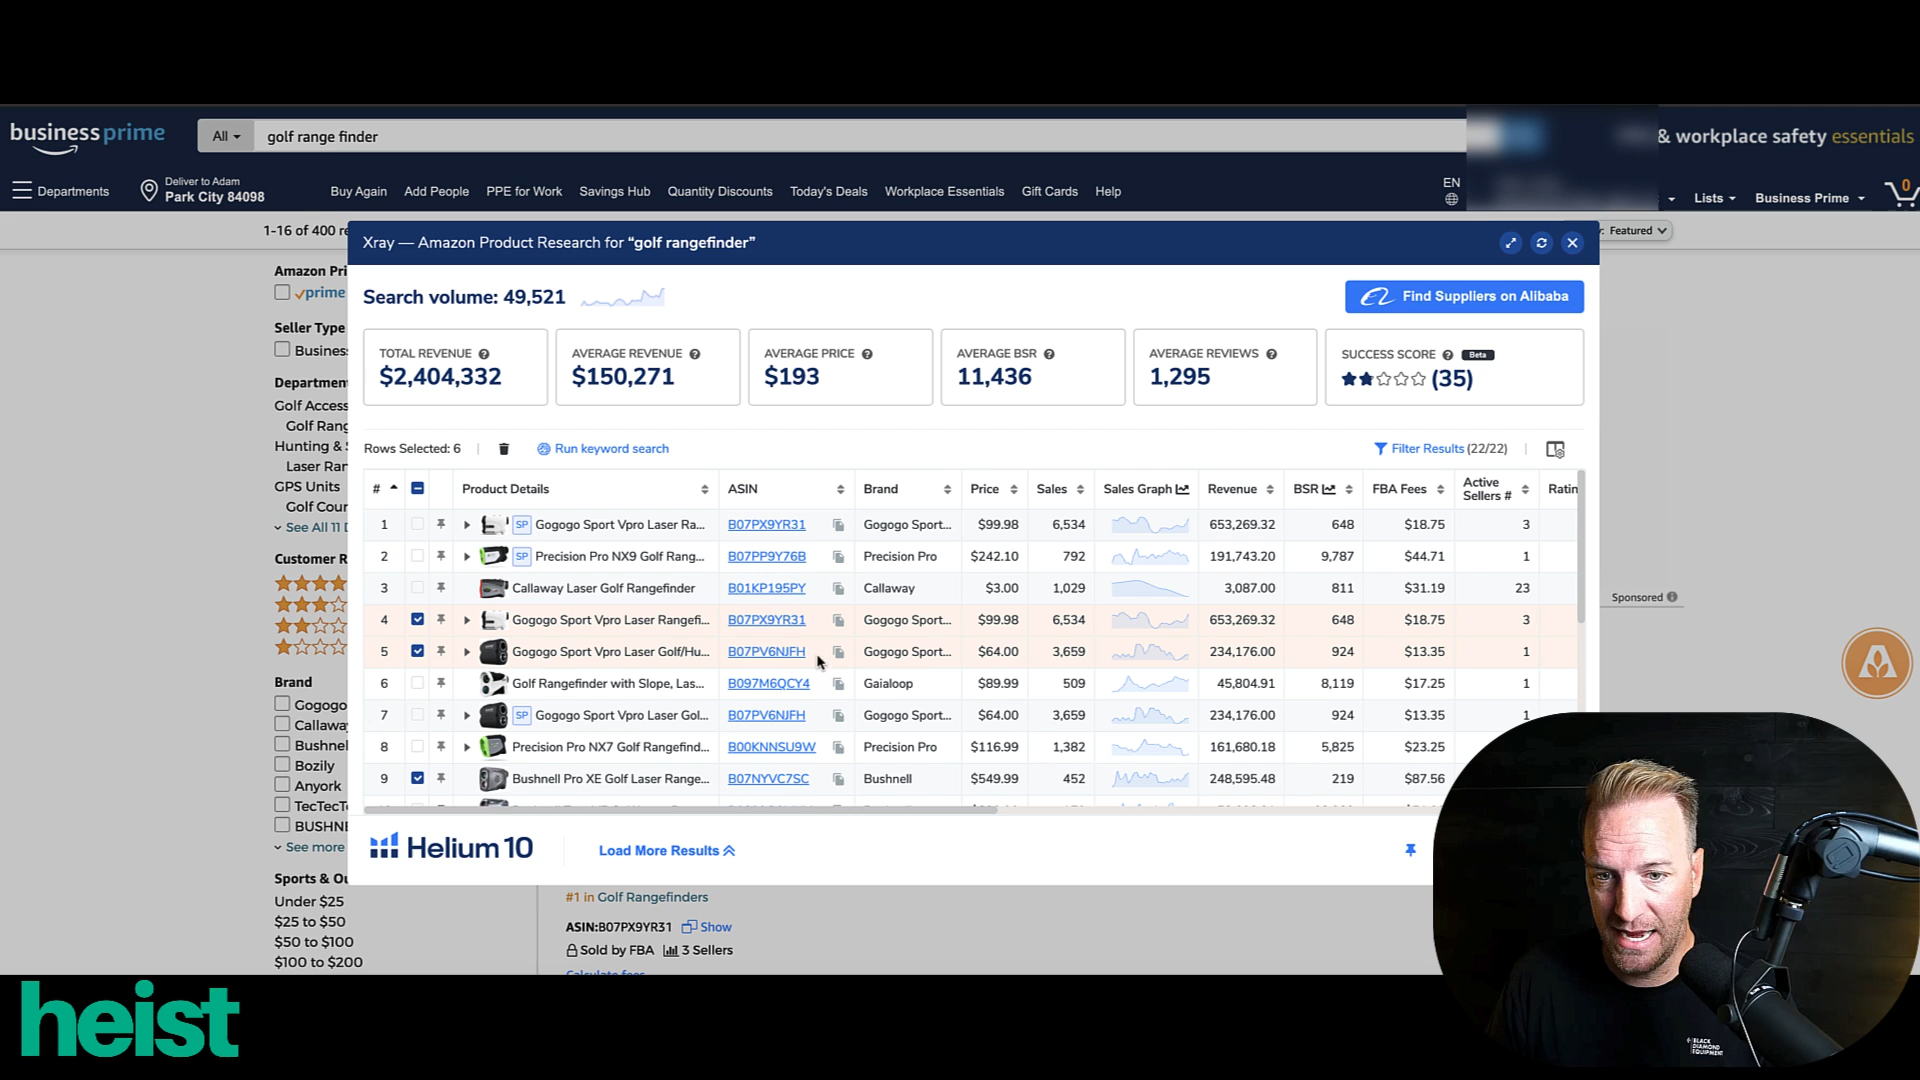 business prime
All
golf range finder
& workplace safety essentials
Departments
Deliver to Adam
Park City 84098
Buy Again
Add People
PPE for Work
Savings Hub
Quantity Discounts
Today's Deals
Workplace Essentials
Gift Cards
Help
EN
Lists
Business Prime
0
1-16 of 400 re
Featured
Xray — Amazon Product Research for “golf rangefinder”
Search volume: 49,521
Find Suppliers on Alibaba
TOTAL REVENUE
$2,404,332
AVERAGE REVENUE
$150,271
AVERAGE PRICE
$193
AVERAGE BSR
11,436
AVERAGE REVIEWS
1,295
SUCCESS SCORE Beta
(35)
Rows Selected: 6
Run keyword search
Filter Results (22/22)
# Product Details ASIN Brand Price Sales Sales Graph Revenue BSR FBA Fees Active Sellers # Ratin
1 SP Gogogo Sport Vpro Laser Ra... B07PX9YR31 Gogogo Sport... $99.98 6,534 653,269.32 648 $18.75 3
2 SP Precision Pro NX9 Golf Rang... B07PP9Y76B Precision Pro $242.10 792 191,743.20 9,787 $44.71 1
3 Callaway Laser Golf Rangefinder B01KP195PY Callaway $3.00 1,029 3,087.00 811 $31.19 23
4 Gogogo Sport Vpro Laser Rangefi... B07PX9YR31 Gogogo Sport... $99.98 6,534 653,269.32 648 $18.75 3
5 Gogogo Sport Vpro Laser Golf/Hu... B07PV6NJFH Gogogo Sport... $64.00 3,659 234,176.00 924 $13.35 1
6 Golf Rangefinder with Slope, Las... B097M6QCY4 Gaialoop $89.99 509 45,804.91 8,119 $17.25 1
7 SP Gogogo Sport Vpro Laser Gol... B07PV6NJFH Gogogo Sport... $64.00 3,659 234,176.00 924 $13.35 1
8 Precision Pro NX7 Golf Rangefind... B00KNNSU9W Precision Pro $116.99 1,382 161,680.18 5,825 $23.25
9 Bushnell Pro XE Golf Laser Range... B07NYVC7SC Bushnell $549.99 452 248,595.48 219 $87.56
Helium 10
Load More Results
Amazon Pri
prime
Seller Type
Busines
Departmen
Golf Access
Golf Rang
Hunting &
Laser Ran
GPS Units
Golf Cour
See All 11 D
Customer R
Brand
Gogogo
Callaway
Bushnel
Bozily
Anyork
TecTecTe
BUSHNE
See more
Sports & Ou
Under $25
$25 to $50
$50 to $100
$100 to $200
#1 in Golf Rangefinders
ASIN:B07PX9YR31 Show
Sold by FBA 3 Sellers
Calculate fees
Sponsored
heist
BLACK
DIAMOND
EQUIPMENT